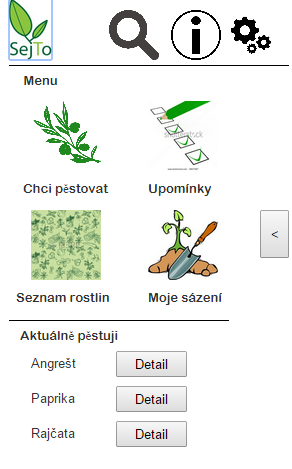 SejTo
Menu
Chci pěstovat
Upomínky
Seznam rostlin
Moje sázení
<
Aktuálně pěstuji
Angrešt
Detail
Paprika
Detail
Rajčata
Detail